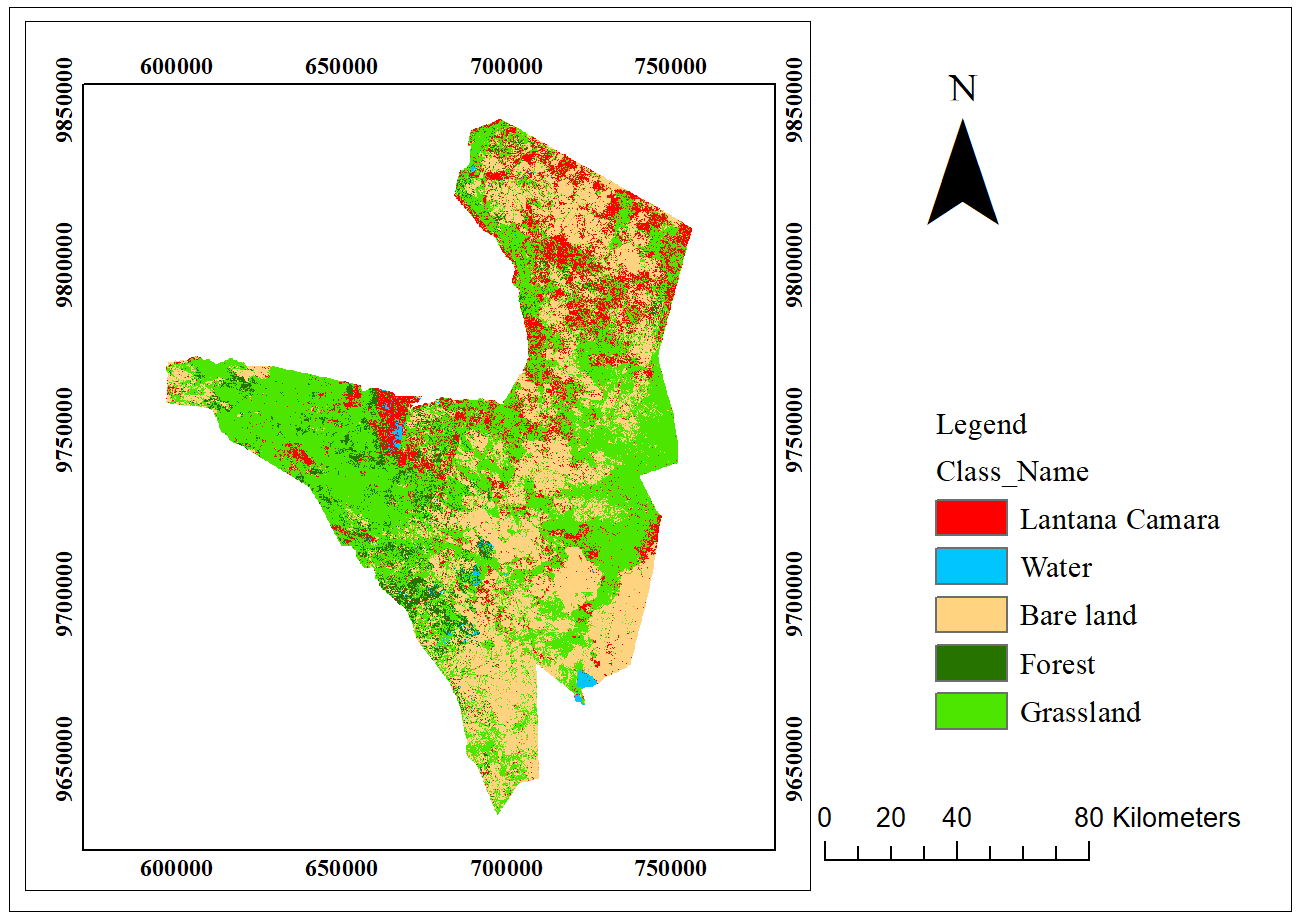 600000 650000 700000 750000
9850000 9850000
9800000 9800000
9750000 9750000
9700000 9700000
9650000 9650000
600000 650000 700000 750000
N
Legend
Class_Name
Lantana Camara
Water
Bare land
Forest
Grassland
0 20 40 80 Kilometers